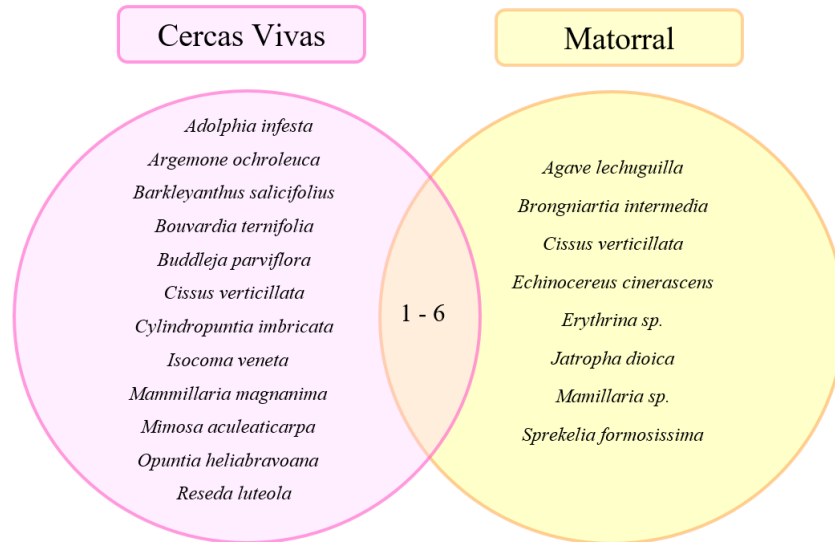 Cercas Vivas
Matorral
Adolphia infesta
Argemone ochroleuca
Barkleyanthus salicifolius
Bouvardia ternifolia
Buddleja parviflora
Cissus verticillata
Cylindropuntia imbricata
Isocoma veneta
Mammillaria magnanima
Mimosa aculeaticarpa
Opuntia heliabravoana
Reseda luteola
1 - 6
Agave lechuguilla
Brongniartia intermedia
Cissus verticillata
Echinocereus cinerascens
Erythrina sp.
Jatropha dioica
Mamillaria sp.
Sprekelia formosissima